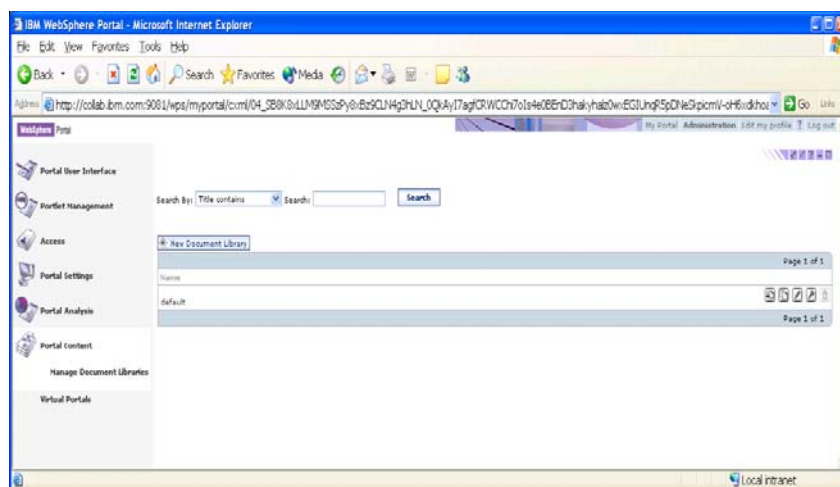 IBM WebSphere Portal - Microsoft Internet Explorer
File Edit View Favorites Tools Help
Back Search Favorites Media
Address Go Links
WebSphere Portal My Portal Administration Edit my profile ? Log out
Portal User Interface
Portlet Management
Search By: Title contains Search: Search
Access
New Document Library
Page 1 of 1
Portal Settings
Name
default
Portal Analysis
Page 1 of 1
Portal Content
Manage Document Libraries
Virtual Portals
Local intranet